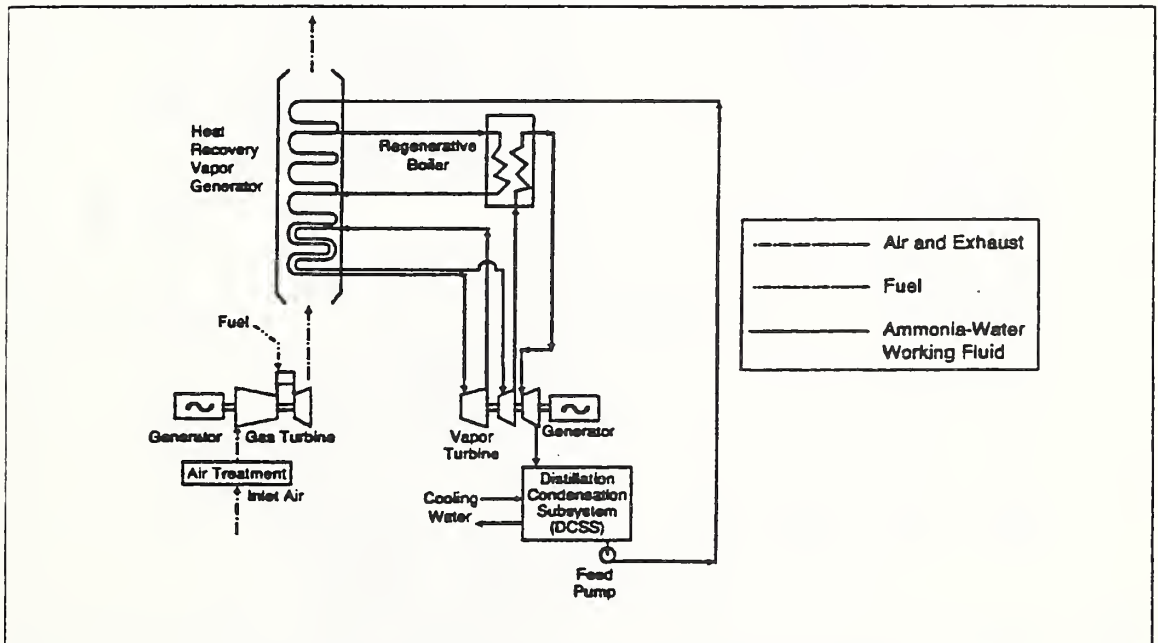 Heat
Recovery
Vapor
Generator
Regenerative
Boiler
Air and Exhaust
Fuel
Ammonia-Water
Working Fluid
Fuel
Generator
Gas Turbine
Vapor
Turbine
Generator
Air Treatment
Inlet Air
Cooling
Water
Distillation
Condensation
Subsystem
(DCSS)
Feed
Pump